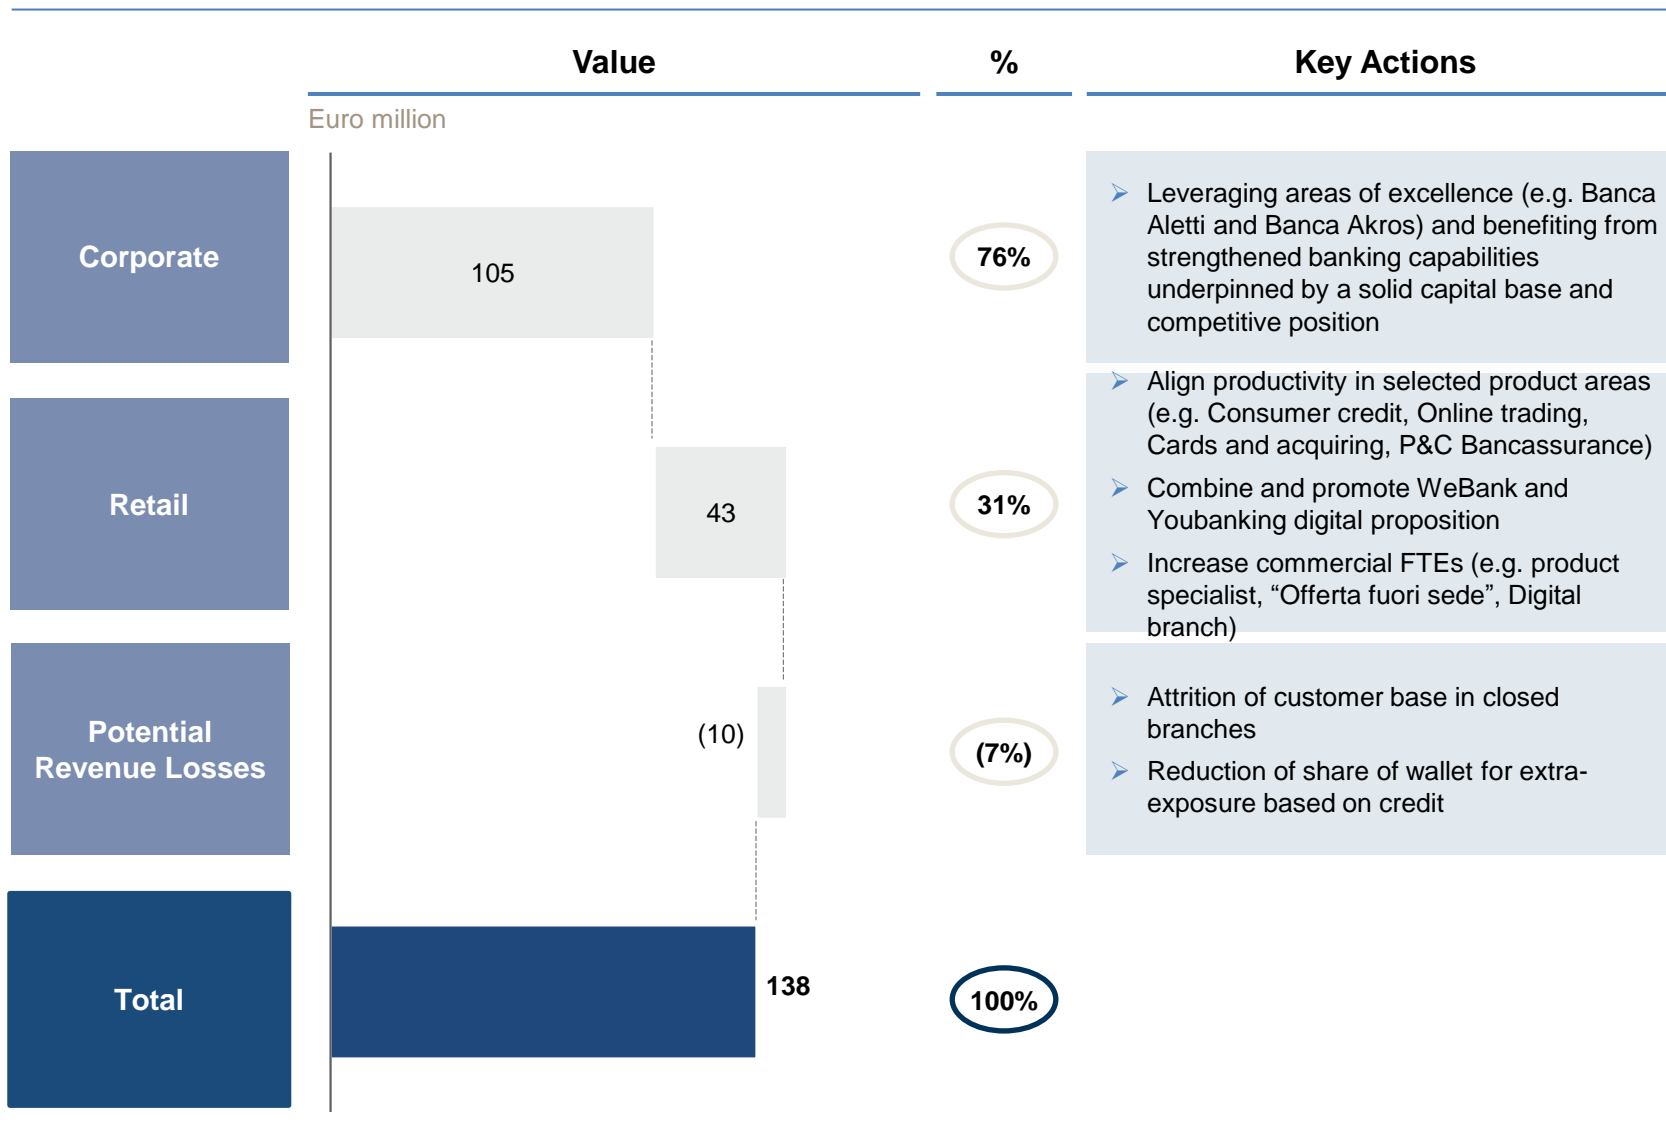 Value
%
Key Actions
Euro million
Corporate
105
76%
➢ Leveraging areas of excellence (e.g. Banca
Aletti and Banca Akros) and benefiting from
strengthened banking capabilities
underpinned by a solid capital base and
competitive position
Retail
43
31%
➢ Align productivity in selected product areas
(e.g. Consumer credit, Online trading,
Cards and acquiring, P&C Bancassurance)
➢ Combine and promote WeBank and
Youbanking digital proposition
➢ Increase commercial FTEs (e.g. product
specialist, “Offerta fuori sede”, Digital
branch)
Potential
Revenue Losses
(10)
(7%)
➢ Attrition of customer base in closed
branches
➢ Reduction of share of wallet for extra-
exposure based on credit
Total
138
100%